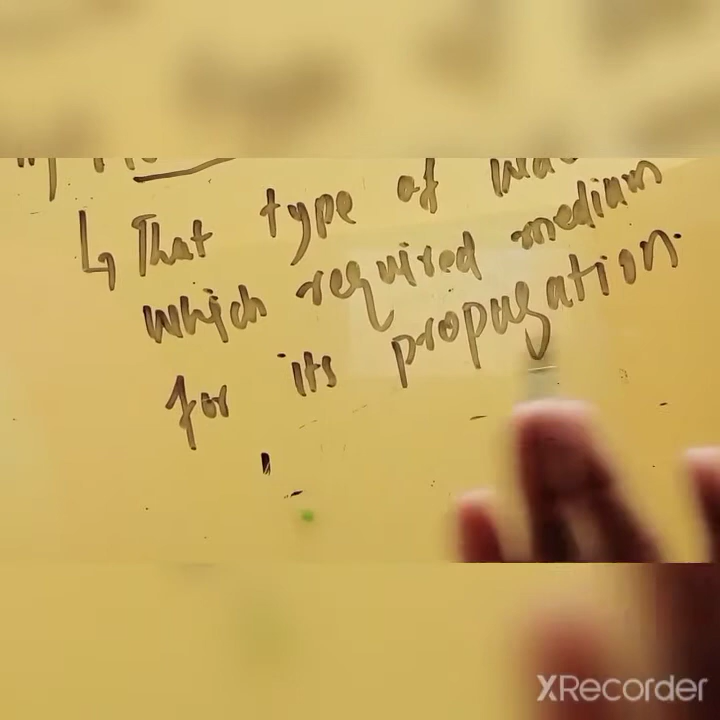 ↳ That type of
which required medium
for its propagation.
XRecorder